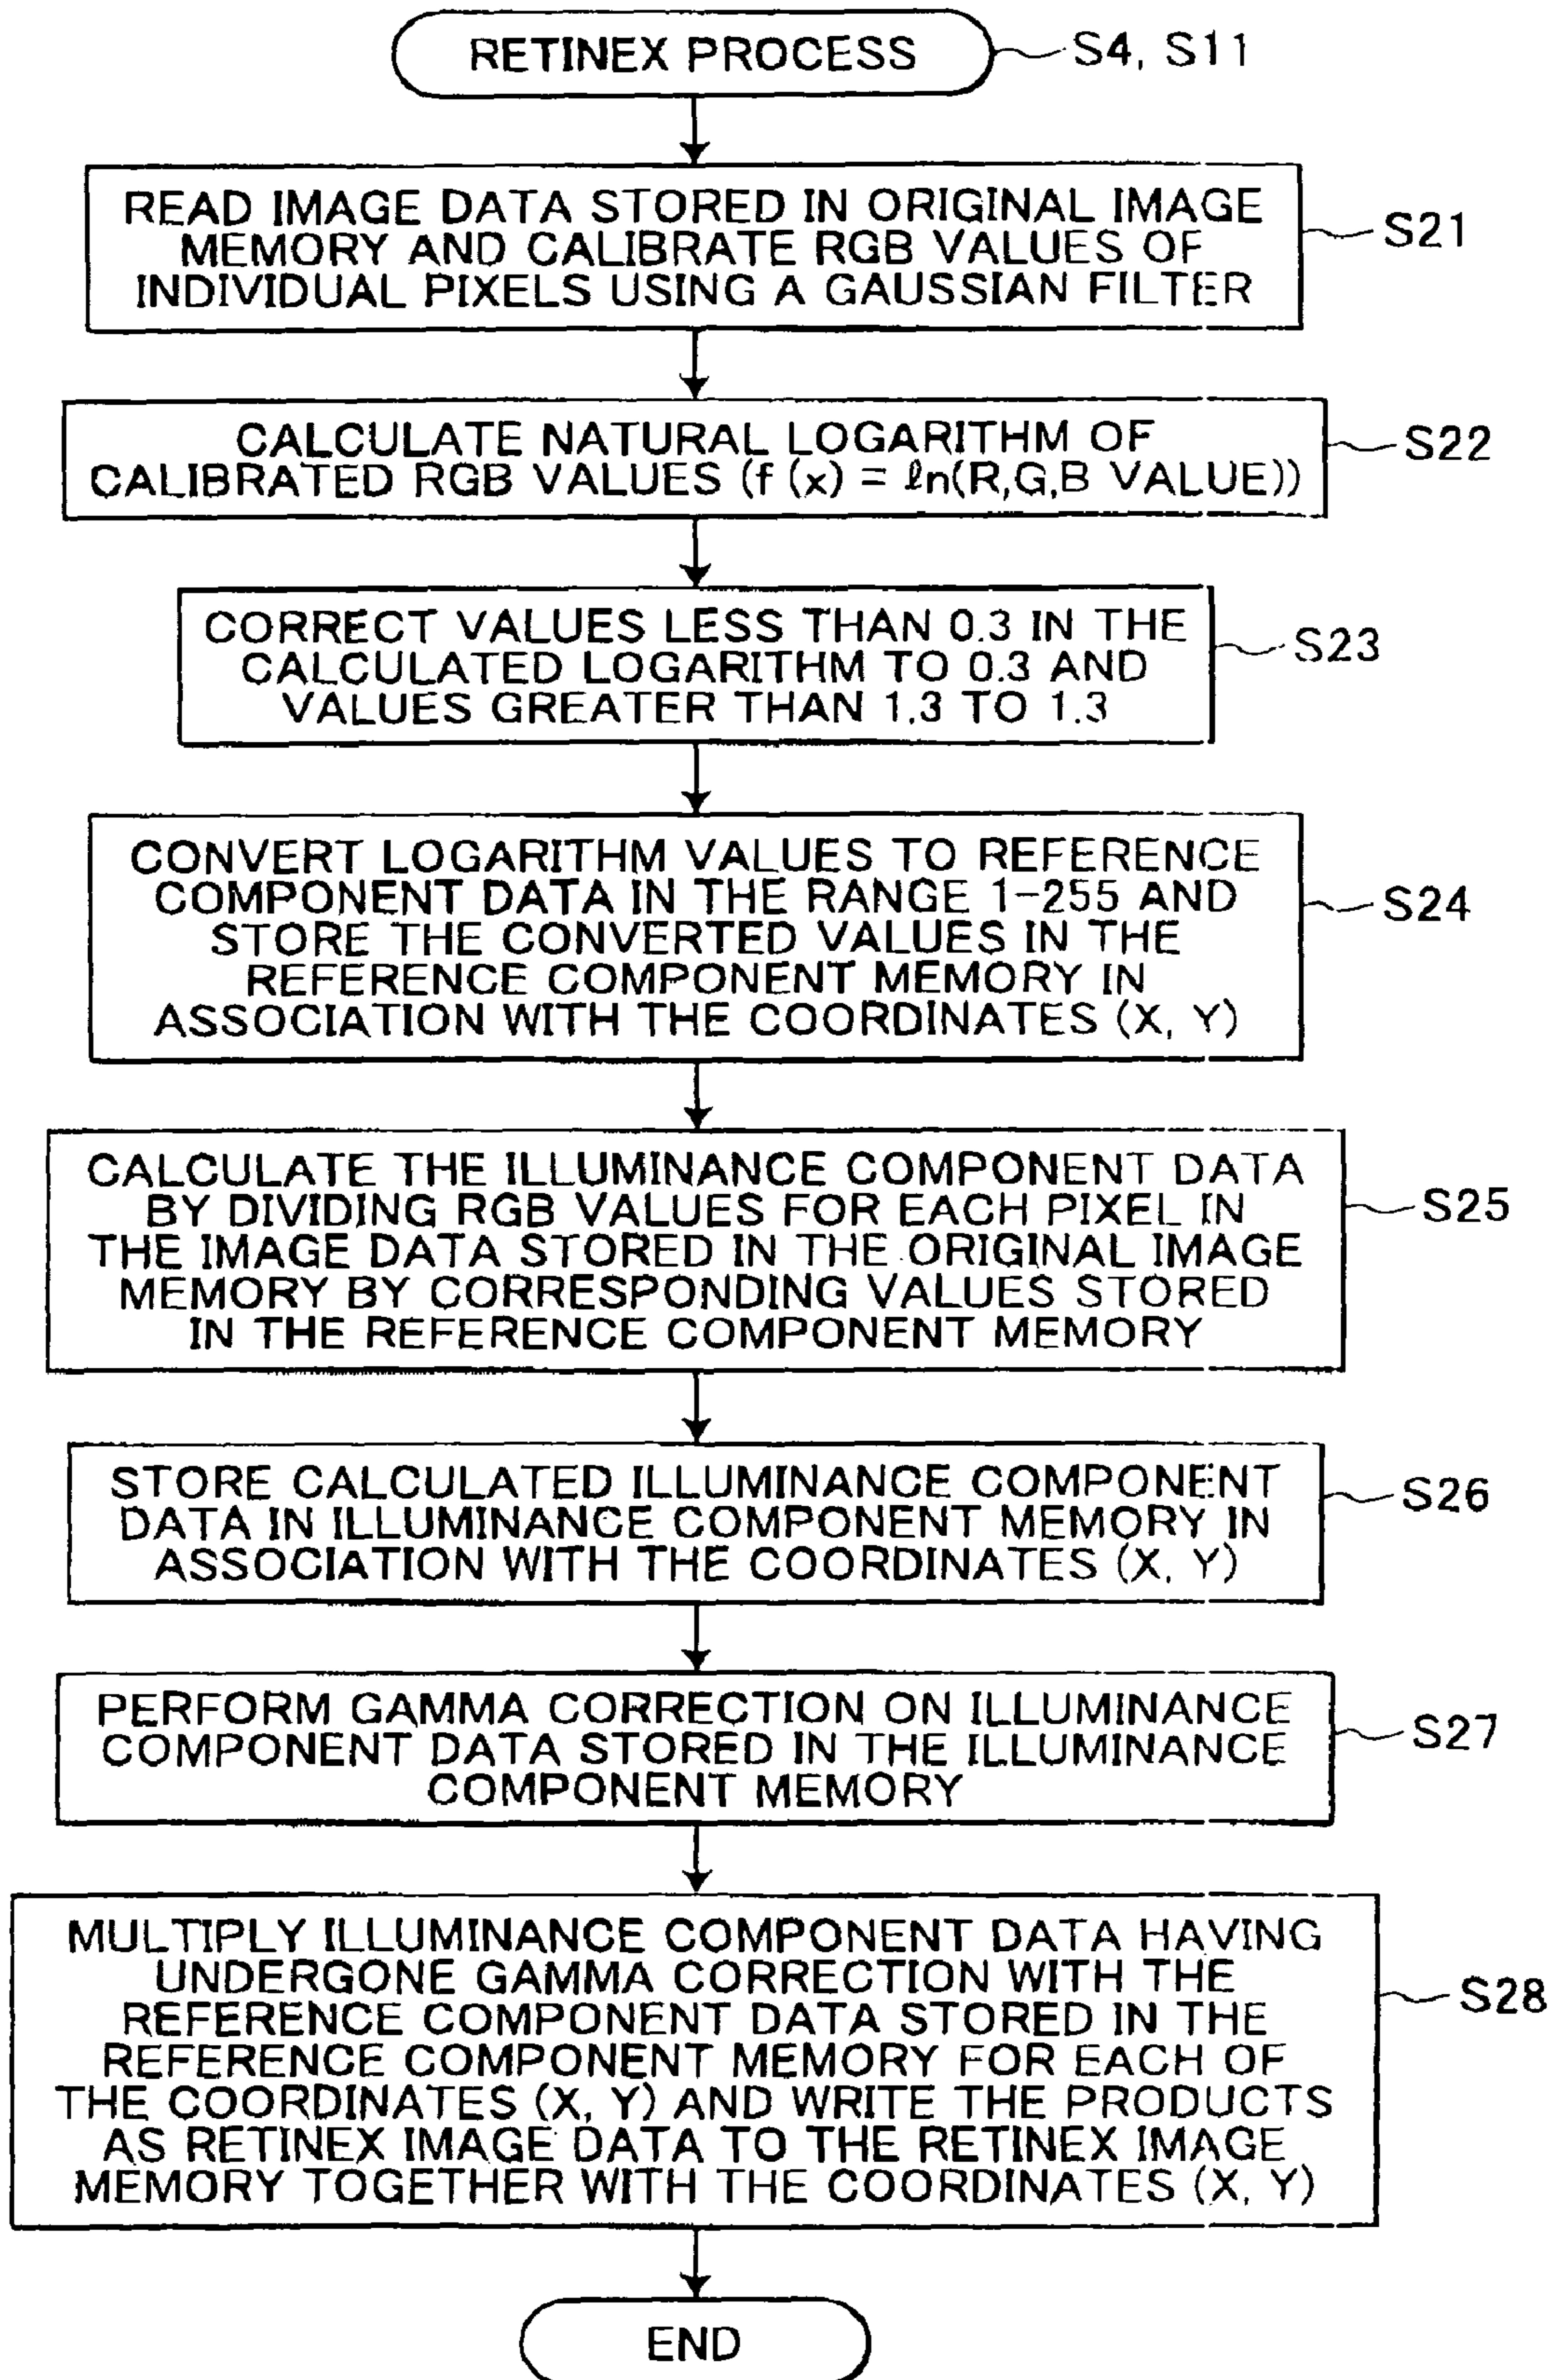 RETINEX PROCESS
S4, S11
READ IMAGE DATA STORED IN ORIGINAL IMAGE
MEMORY AND CALIBRATE RGB VALUES OF
INDIVIDUAL PIXELS USING A GAUSSIAN FILTER
S21
CALCULATE NATURAL LOGARITHM OF
CALIBRATED RGB VALUES (f (x) = ℓn(R,G,B VALUE))
S22
CORRECT VALUES LESS THAN 0.3 IN THE
CALCULATED LOGARITHM TO 0.3 AND
VALUES GREATER THAN 1.3 TO 1.3
S23
CONVERT LOGARITHM VALUES TO REFERENCE
COMPONENT DATA IN THE RANGE 1-255 AND
STORE THE CONVERTED VALUES IN THE
REFERENCE COMPONENT MEMORY IN
ASSOCIATION WITH THE COORDINATES (X, Y)
S24
CALCULATE THE ILLUMINANCE COMPONENT DATA
BY DIVIDING RGB VALUES FOR EACH PIXEL IN
THE IMAGE DATA STORED IN THE ORIGINAL IMAGE
MEMORY BY CORRESPONDING VALUES STORED
IN THE REFERENCE COMPONENT MEMORY
S25
STORE CALCULATED ILLUMINANCE COMPONENT
DATA IN ILLUMINANCE COMPONENT MEMORY IN
ASSOCIATION WITH THE COORDINATES (X, Y)
S26
PERFORM GAMMA CORRECTION ON ILLUMINANCE
COMPONENT DATA STORED IN THE ILLUMINANCE
COMPONENT MEMORY
S27
MULTIPLY ILLUMINANCE COMPONENT DATA HAVING
UNDERGONE GAMMA CORRECTION WITH THE
REFERENCE COMPONENT DATA STORED IN THE
REFERENCE COMPONENT MEMORY FOR EACH OF
THE COORDINATES (X, Y) AND WRITE THE PRODUCTS
AS RETINEX IMAGE DATA TO THE RETINEX IMAGE
MEMORY TOGETHER WITH THE COORDINATES (X, Y)
S28
END